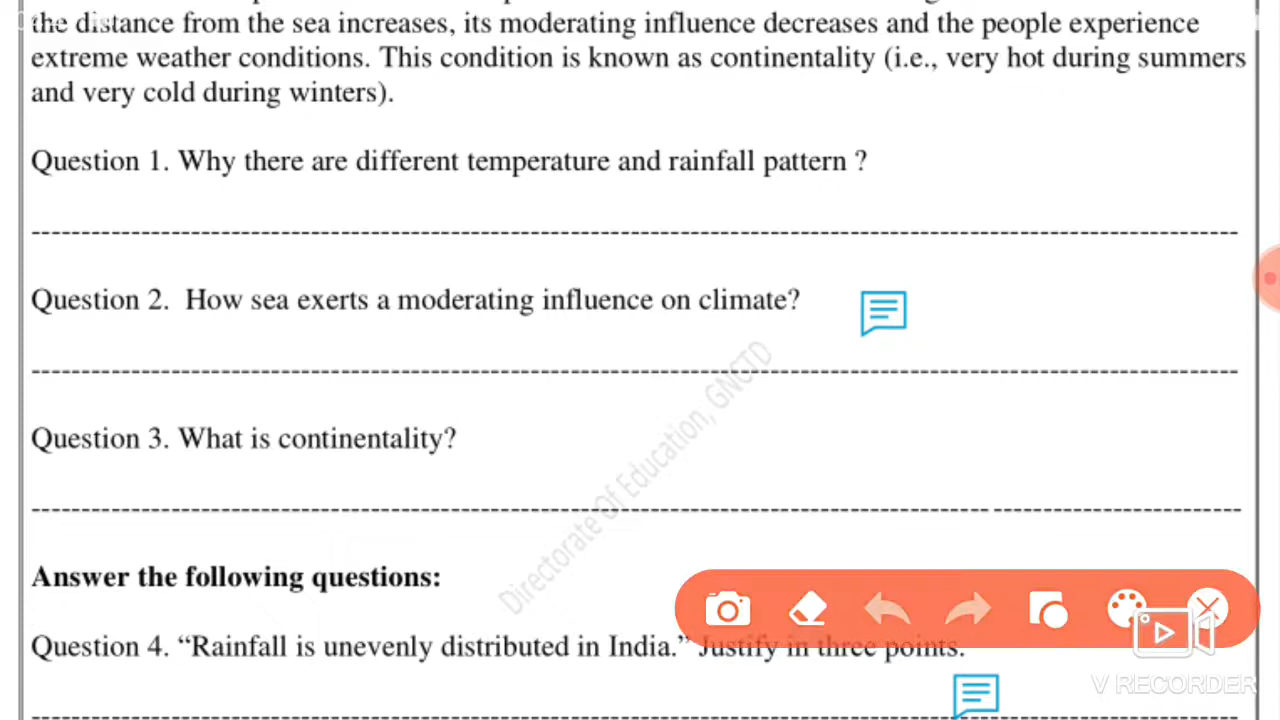 the distance from the sea increases, its moderating influence decreases and the people experience
extreme weather conditions. This condition is known as continentality (i.e., very hot during summers
and very cold during winters).
Question 1. Why there are different temperature and rainfall pattern ?
Question 2. How sea exerts a moderating influence on climate?
Question 3. What is continentality?
Directorate Of Education, GNCTD
Answer the following questions:
Question 4. “Rainfall is unevenly distributed in India.” Justify in three points.
V RECORDER